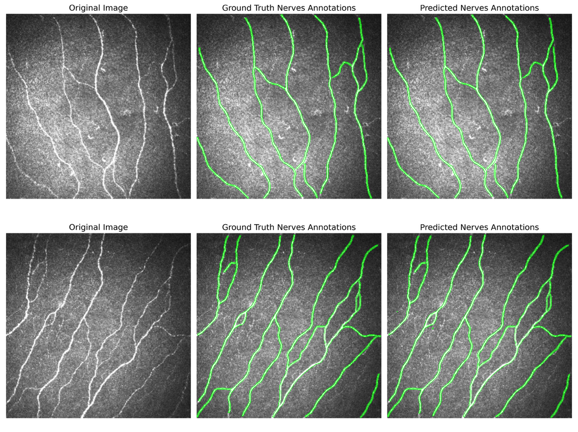 Original Image
Ground Truth Nerves Annotations
Predicted Nerves Annotations
Original Image
Ground Truth Nerves Annotations
Predicted Nerves Annotations